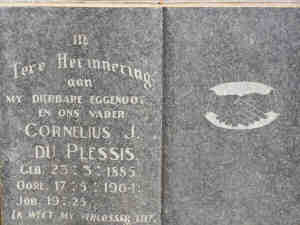 In
Tere Herinnering
aan
MY DIERBARE EGGENOOT
EN ONS VADER
CORNELIUS J.
DU PLESSIS.
GEB. 25-5-1885
OORL. 17-5-1964.
JOB. 19:25.
"EK WEET MY VERLOSSER LEEF"